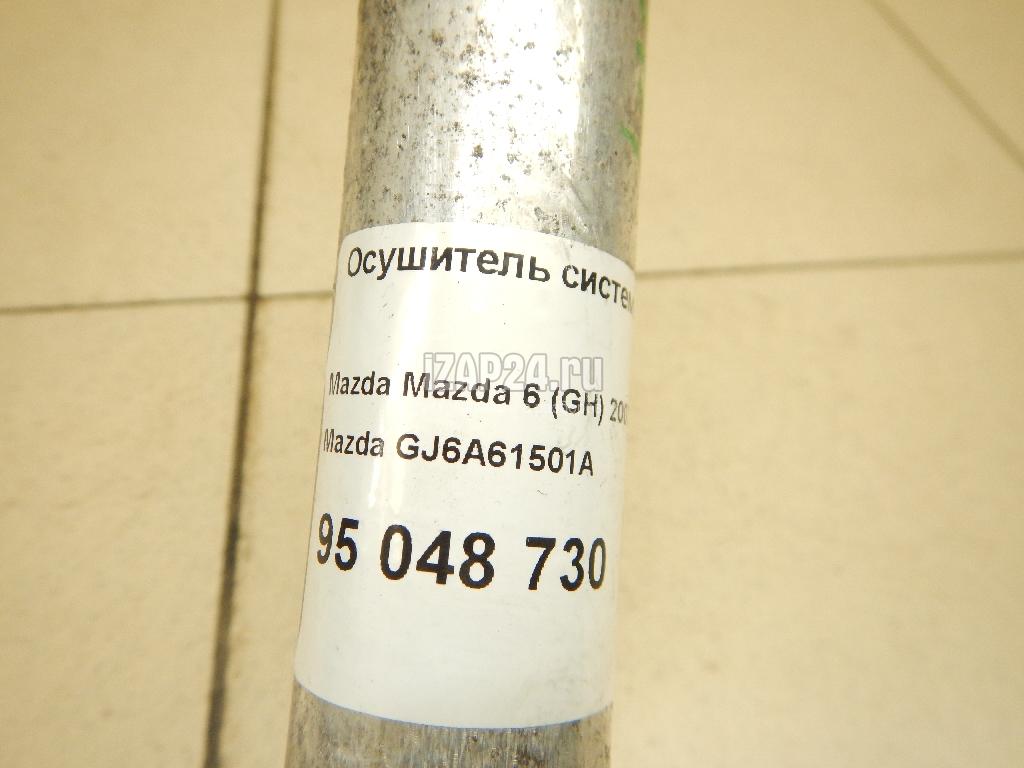 Осушитель систем
iZAP24.ru
Mazda Mazda 6 (GH) 200
Mazda GJ6A61501A
95 048 730